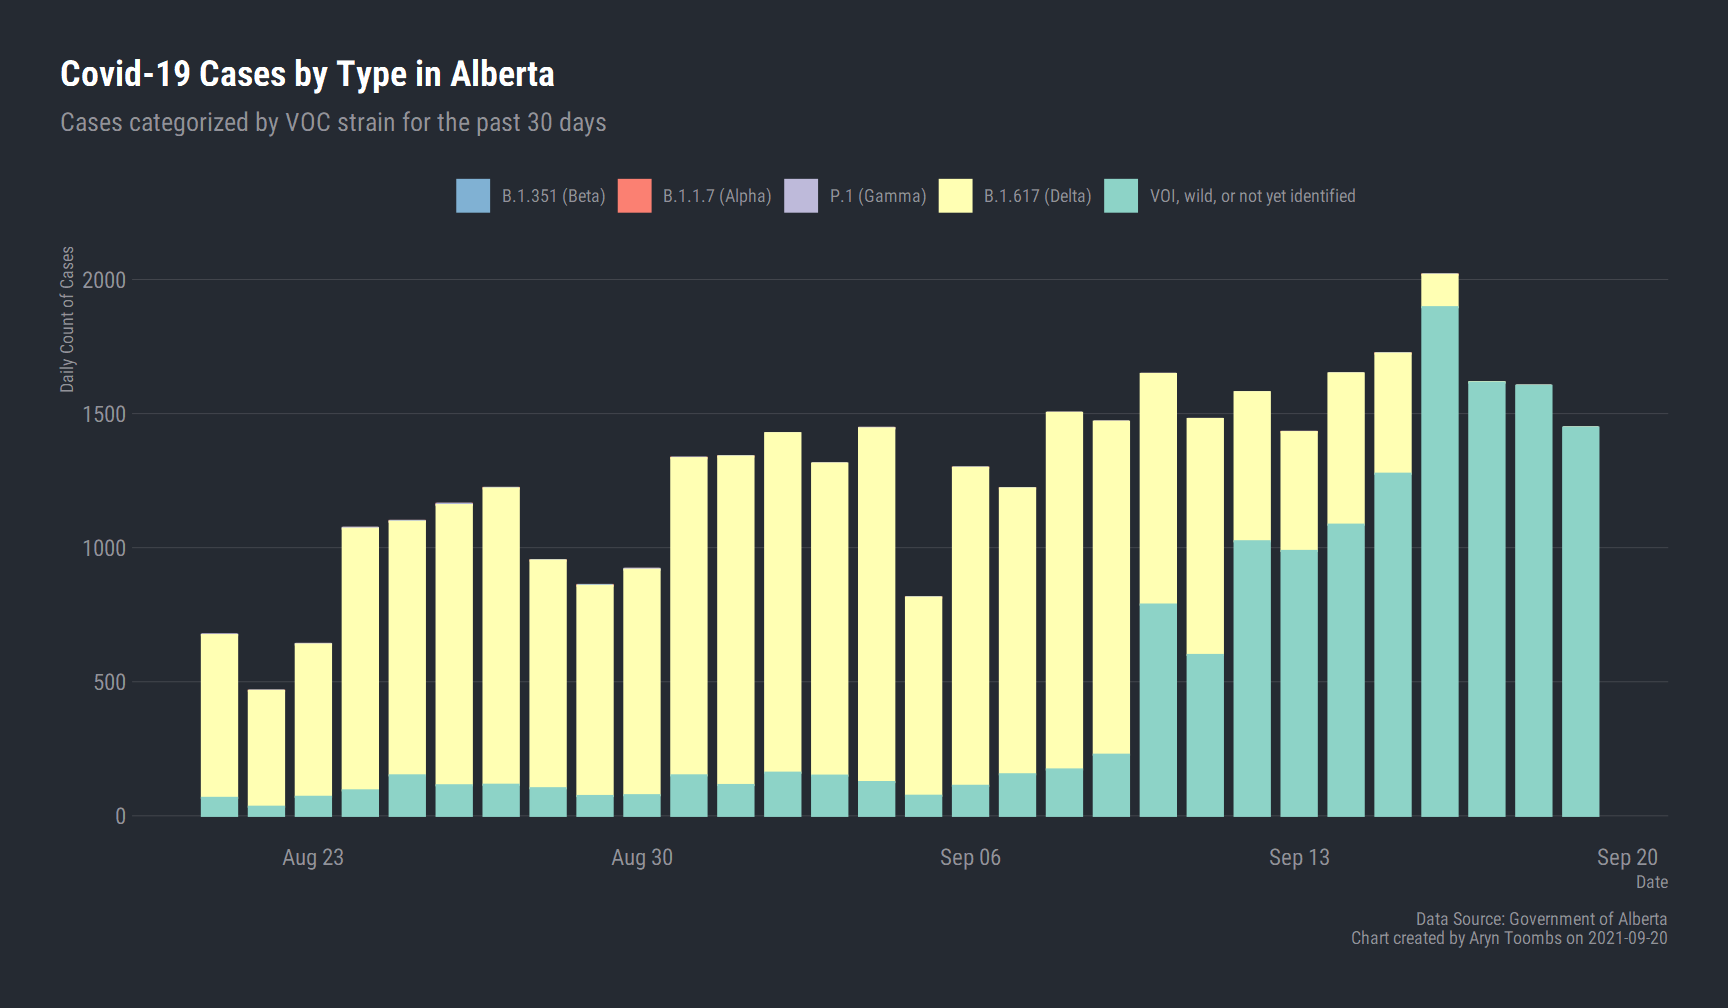 Covid-19 Cases by Type in Alberta
Cases categorized by VOC strain for the past 30 days
B.1.351 (Beta)
B.1.1.7 (Alpha)
P.1 (Gamma)
B.1.617 (Delta)
VOI, wild, or not yet identified
Daily Count of Cases
2000
1500
1000
500
0
Aug 23
Aug 30
Sep 06
Sep 13
Sep 20
Date
Data Source: Government of Alberta
Chart created by Aryn Toombs on 2021-09-20